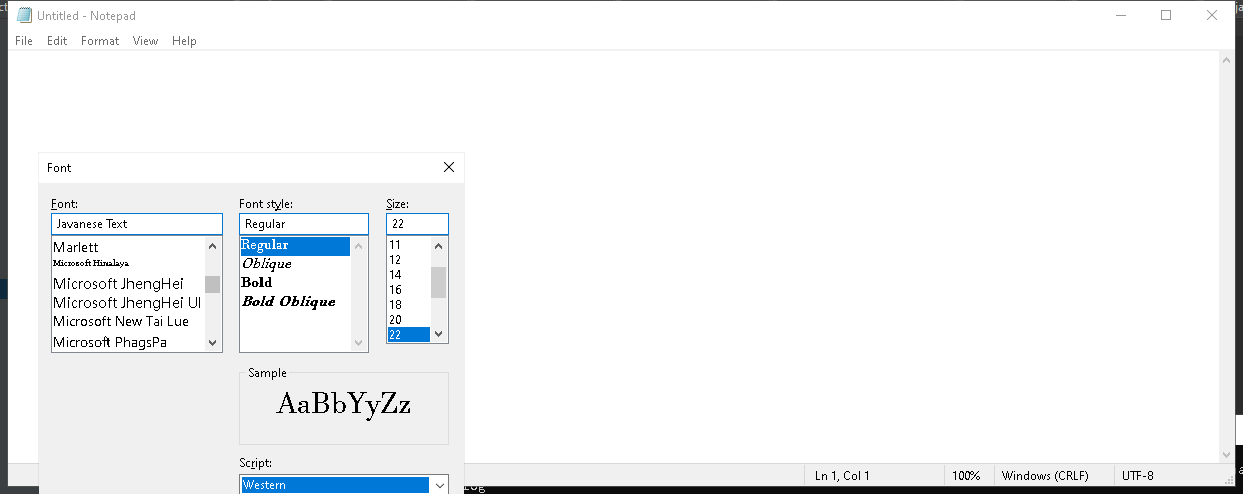 Untitled - Notepad
File Edit Format View Help
Font
Font: Font style: Size:
Javanese Text Regular 22
Marlett
Microsoft Himalaya
Microsoft JhengHei
Microsoft JhengHei UI
Microsoft New Tai Lue
Microsoft PhagsPa
Regular
Oblique
Bold
Bold Oblique
11
12
14
16
18
20
22
Sample
AaBbYyZz
Script:
Western
Ln 1, Col 1 100% Windows (CRLF) UTF-8